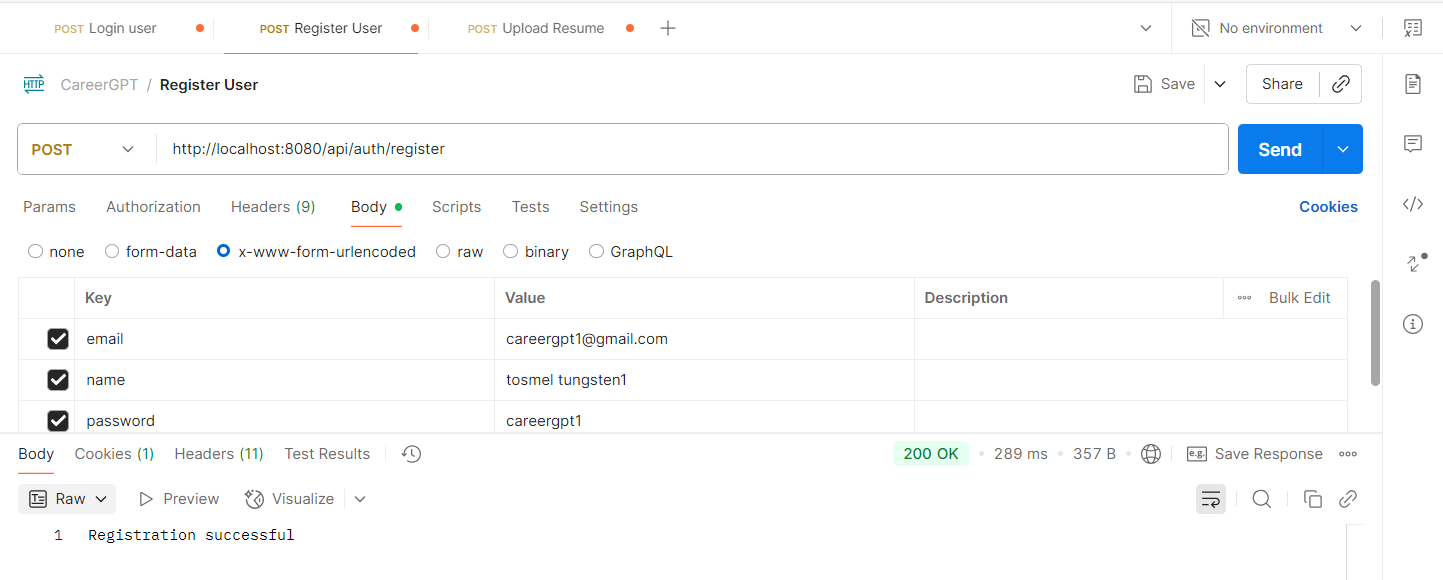 POST Login user POST Register User POST Upload Resume No environment
HTTP CareerGPT / Register User Save Share
POST http://localhost:8080/api/auth/register Send
Params Authorization Headers (9) Body Scripts Tests Settings Cookies
none form-data x-www-form-urlencoded raw binary GraphQL
Key Value Description Bulk Edit
email careergpt1@gmail.com
name tosmel tungsten1
password careergpt1
Body Cookies (1) Headers (11) Test Results 200 OK 289 ms 357 B e.g. Save Response
Raw Preview Visualize
1 Registration successful